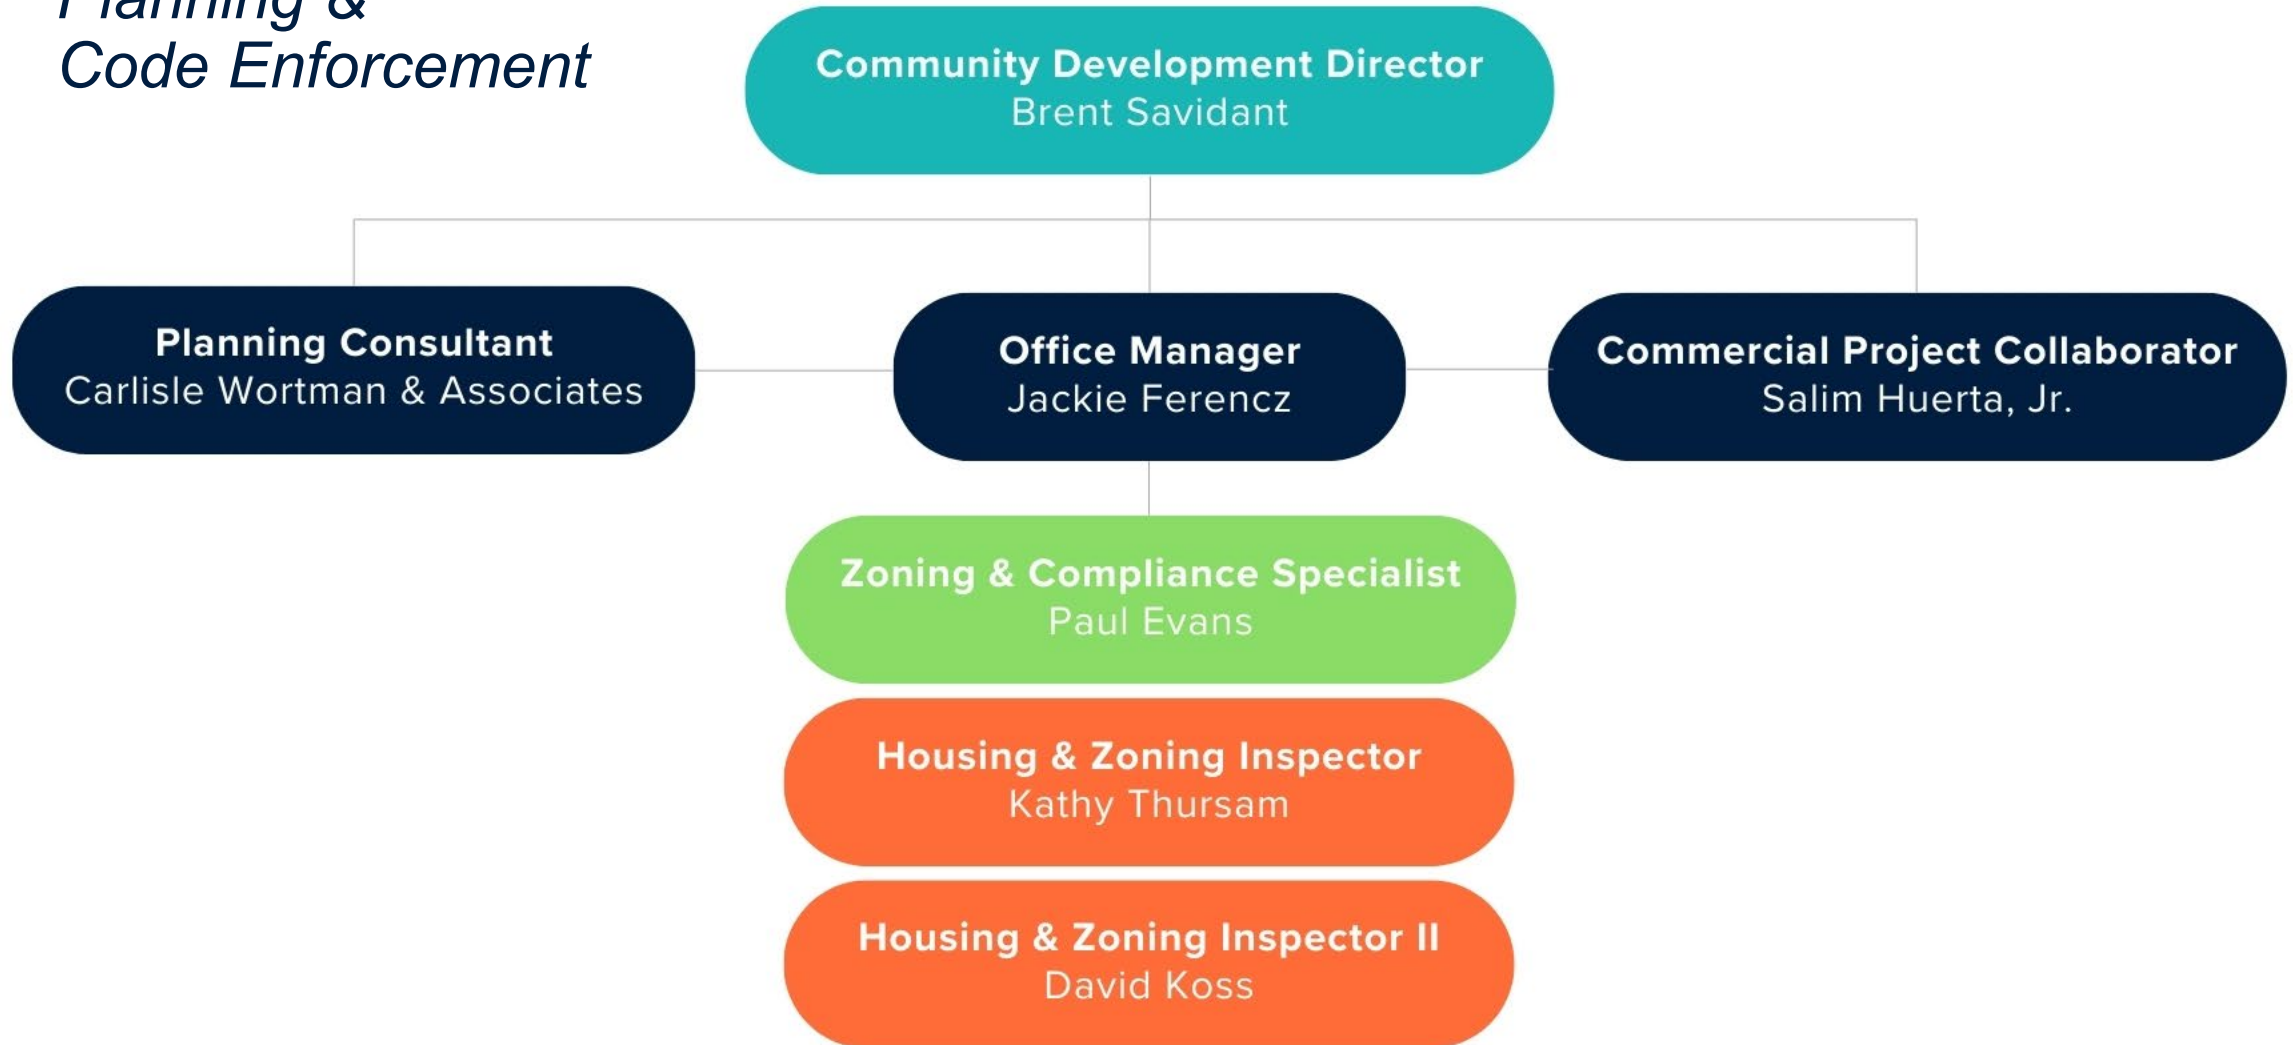 Planning &
Code Enforcement
Community Development Director
Brent Savidant
Planning Consultant
Carlisle Wortman & Associates
Office Manager
Jackie Ferencz
Commercial Project Collaborator
Salim Huerta, Jr.
Zoning & Compliance Specialist
Paul Evans
Housing & Zoning Inspector
Kathy Thursam
Housing & Zoning Inspector II
David Koss